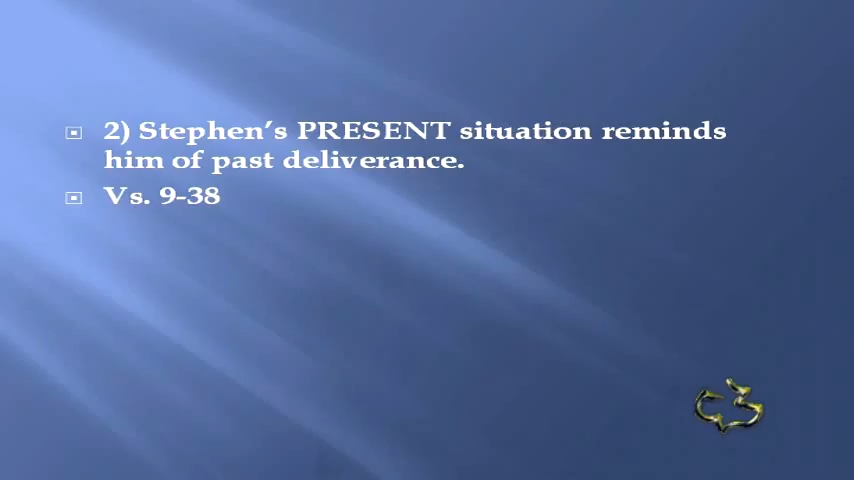 2) Stephen’s PRESENT situation reminds
him of past deliverance.
Vs. 9-38